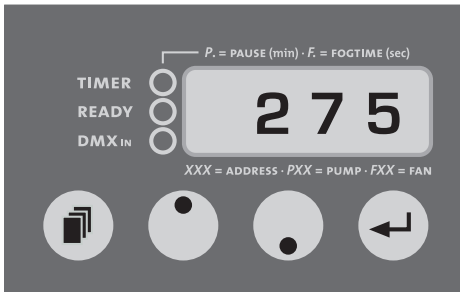 P. = PAUSE (min) · F. = FOGTIME (sec)
TIMER
READY
DMX IN
275
XXX = ADDRESS · PXX = PUMP · FXX = FAN